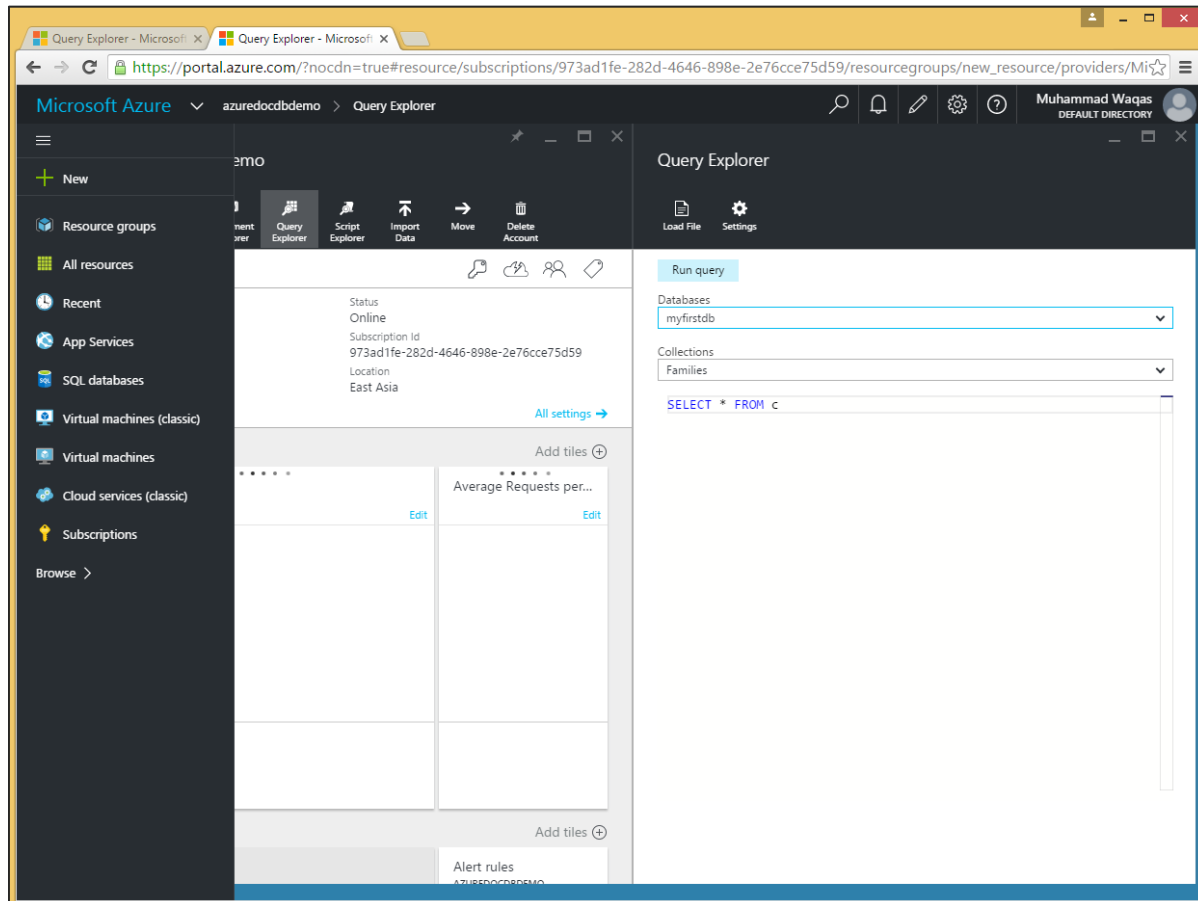 Query Explorer - Microsoft
Query Explorer - Microsoft
https://portal.azure.com/?nocdn=true#resource/subscriptions/973ad1fe-282d-4646-898e-2e76cce75d59/resourcegroups/new_resource/providers/Mi
Microsoft Azure azuredocdbdemo > Query Explorer
Muhammad Waqas
DEFAULT DIRECTORY
New
Resource groups
All resources
Recent
App Services
SQL databases
Virtual machines (classic)
Virtual machines
Cloud services (classic)
Subscriptions
Browse >
emo
ment
orer
Query
Explorer
Script
Explorer
Import
Data
Move
Delete
Account
Status
Online
Subscription Id
973ad1fe-282d-4646-898e-2e76cce75d59
Location
East Asia
All settings
Add tiles
Edit
Average Requests per...
Edit
Add tiles
Alert rules
AZUREDOCDBDEMO
Query Explorer
Load File
Settings
Run query
Databases
myfirstdb
Collections
Families
SELECT * FROM c